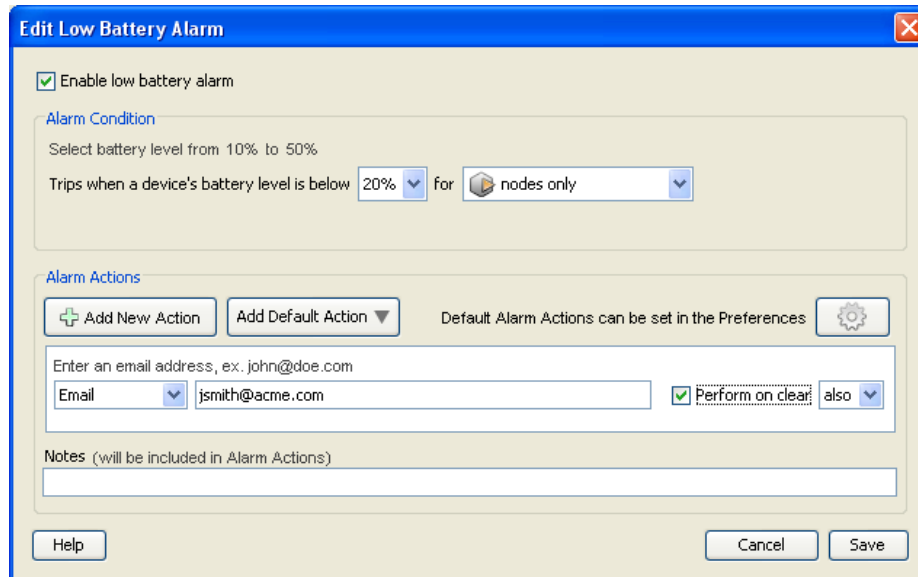 Edit Low Battery Alarm
Enable low battery alarm
Alarm Condition
Select battery level from 10% to 50%
Trips when a device's battery level is below 20% for nodes only
Alarm Actions
Add New Action Add Default Action Default Alarm Actions can be set in the Preferences
Enter an email address, ex. john@doe.com
Email jsmith@acme.com Perform on clear also
Notes (will be included in Alarm Actions)
Help Cancel Save